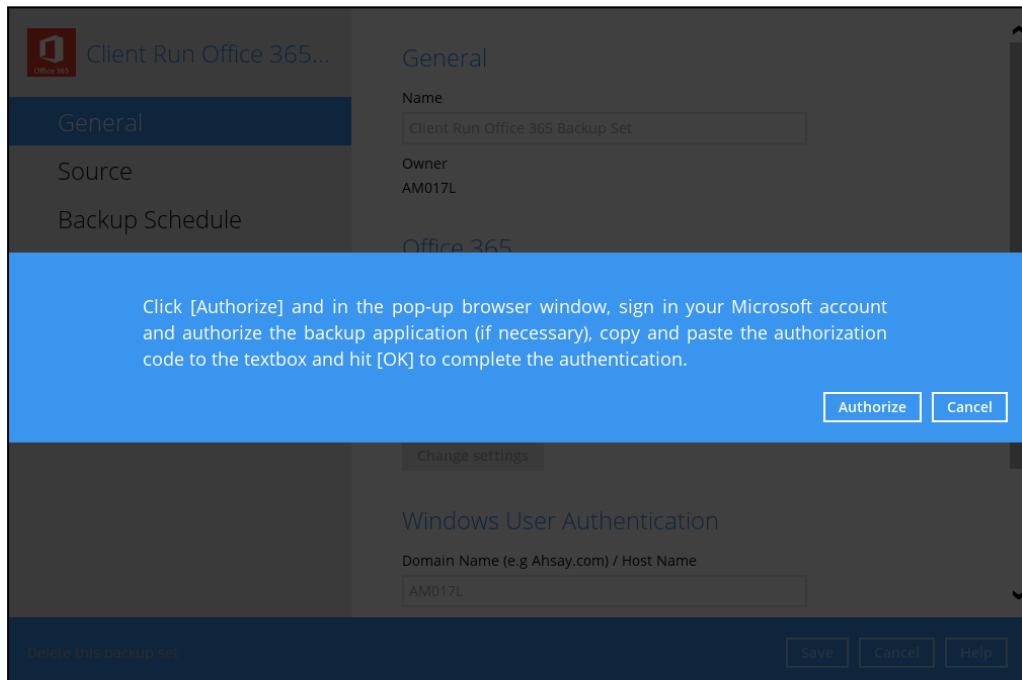 Office 365
Client Run Office 365...
General
Source
Backup Schedule
General
Name
Client Run Office 365 Backup Set
Owner
AM017L
Office 365
Click [Authorize] and in the pop-up browser window, sign in your Microsoft account
and authorize the backup application (if necessary), copy and paste the authorization
code to the textbox and hit [OK] to complete the authentication.
Authorize
Cancel
Change settings
Windows User Authentication
Domain Name (e.g Ahsay.com) / Host Name
AM017L
Delete this backup set
Save
Cancel
Help